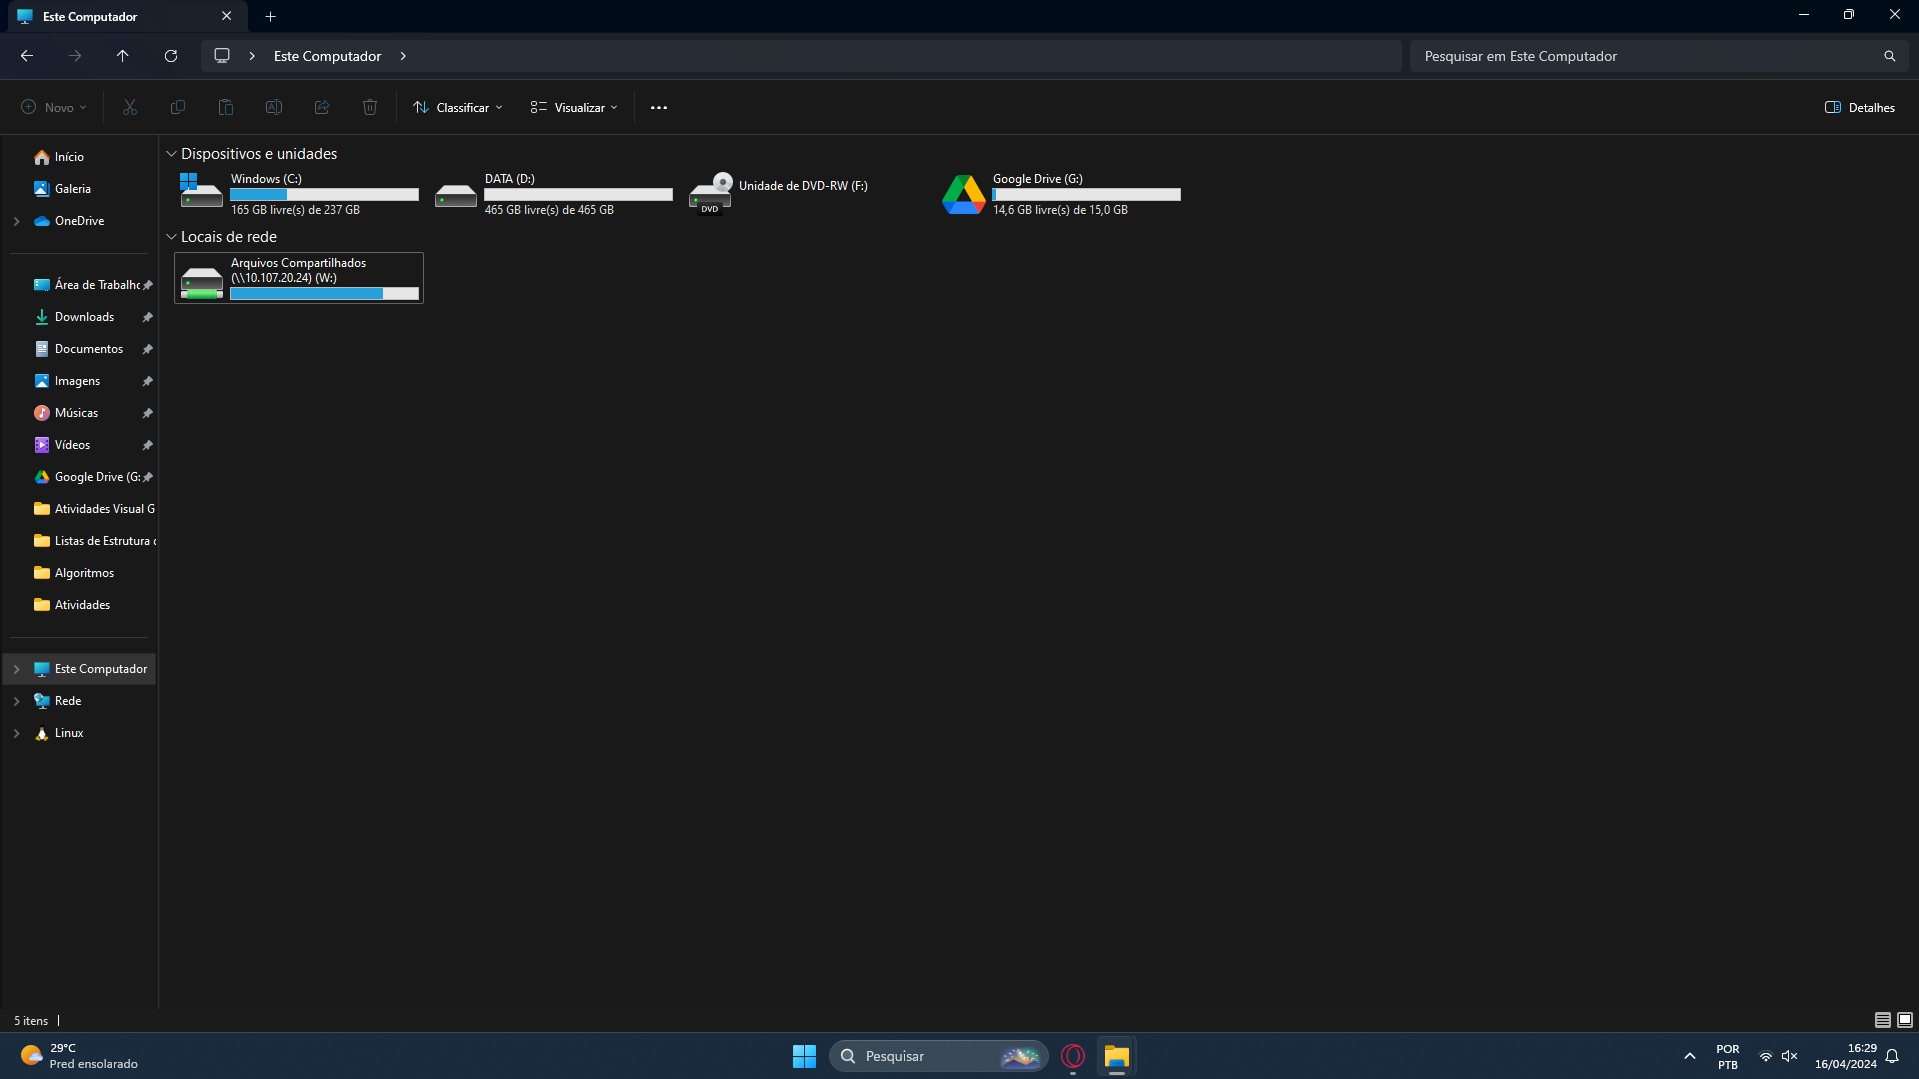 Este Computador
Este Computador
Pesquisar em Este Computador
Novo
Classificar
Visualizar
Detalhes
Início
Galeria
OneDrive
Área de Trabalho
Downloads
Documentos
Imagens
Músicas
Vídeos
Google Drive (G:
Atividades Visual G
Listas de Estrutura
Algoritmos
Atividades
Este Computador
Rede
Linux
Dispositivos e unidades
Windows (C:)
165 GB livre(s) de 237 GB
DATA (D:)
465 GB livre(s) de 465 GB
DVD
Unidade de DVD-RW (F:)
Google Drive (G:)
14,6 GB livre(s) de 15,0 GB
Locais de rede
Arquivos Compartilhados
(\\10.107.20.24) (W:)
5 itens
29°C
Pred ensolarado
Pesquisar
POR
PTB
16:29
16/04/2024